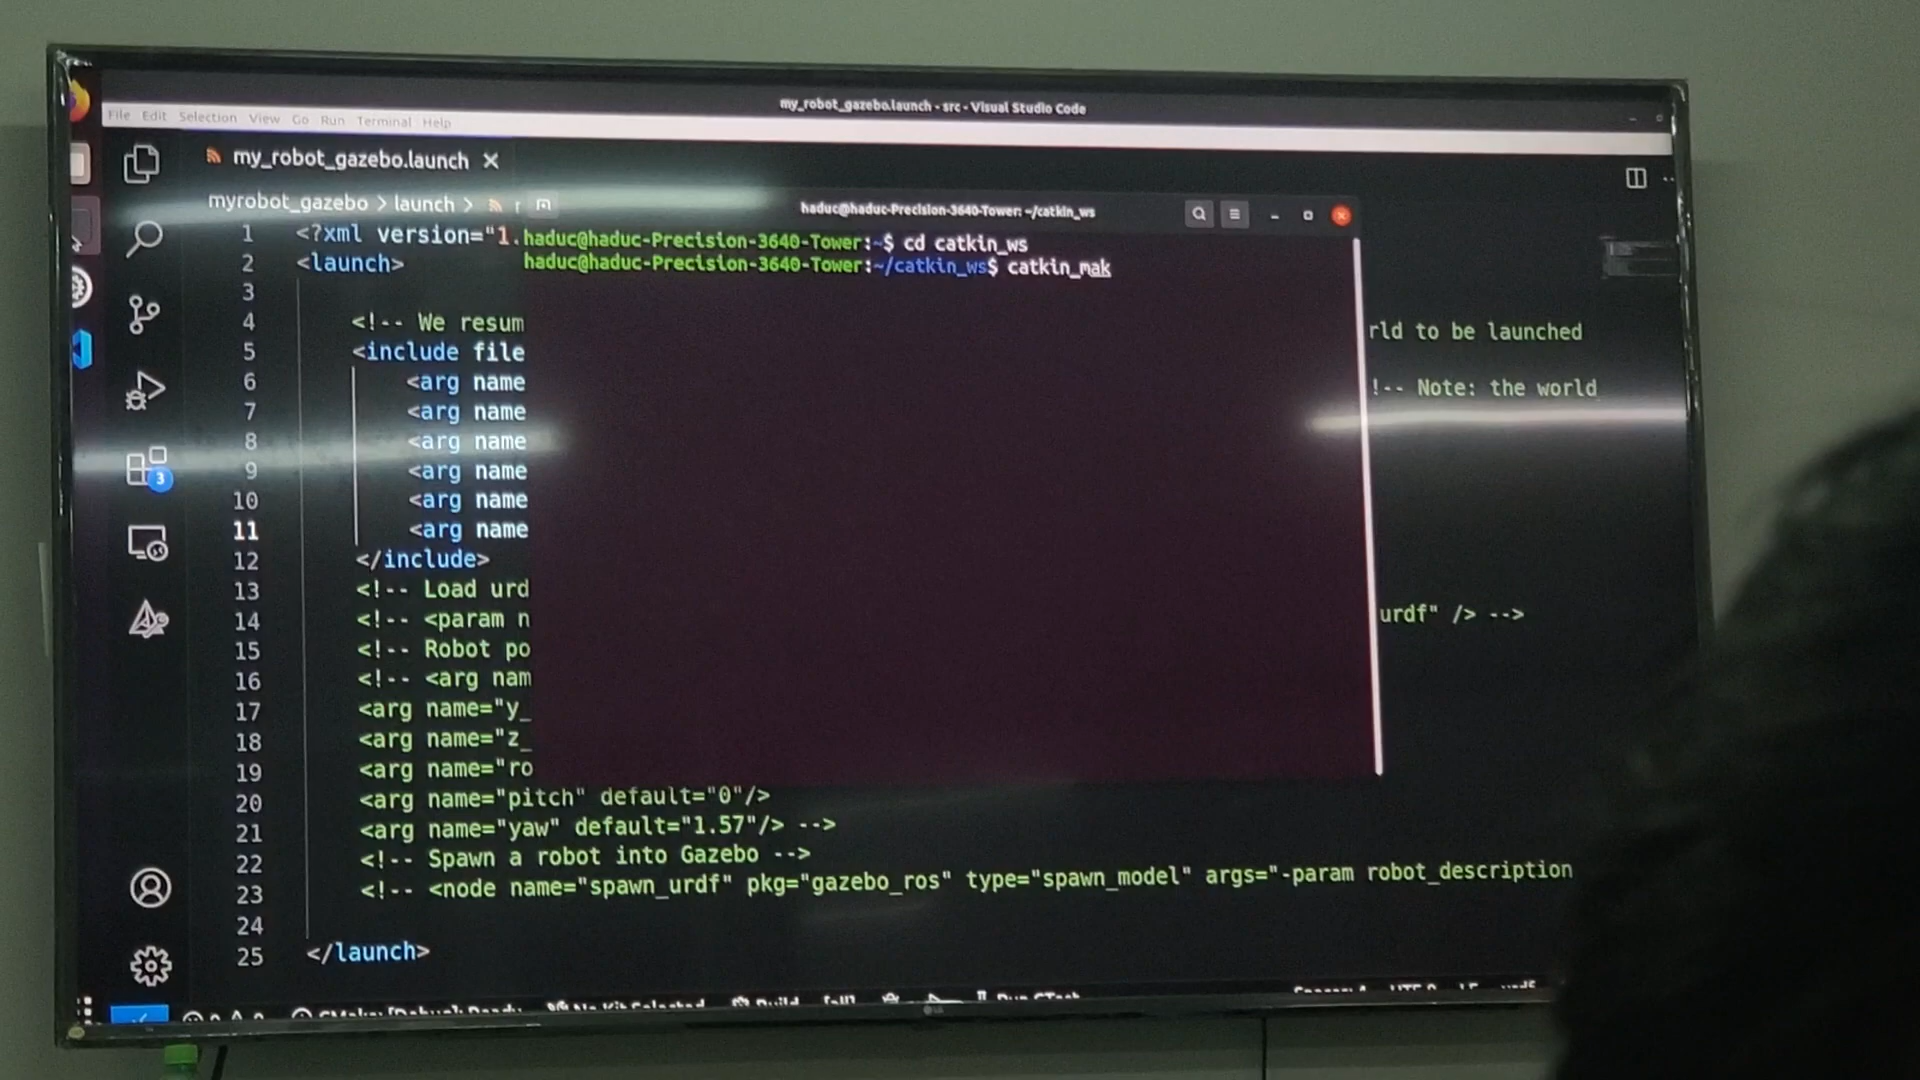 my_robot_gazebo.launch - src - Visual Studio Code
File Edit Selection View Go Run Terminal Help
my_robot_gazebo.launch ×
myrobot_gazebo > launch >
haduc@haduc-Precision-3640-Tower: ~/catkin_ws
haduc@haduc-Precision-3640-Tower:~$ cd catkin_ws
haduc@haduc-Precision-3640-Tower:~/catkin_ws$ catkin_mak
1 <?xml version="1.
2 <launch>
3
4 <!-- We resum rld to be launched
5 <include file
6 <arg name !-- Note: the world
7 <arg name
8 <arg name
9 <arg name
10 <arg name
11 <arg name
12 </include>
13 <!-- Load urd
14 <!-- <param n urdf" /> -->
15 <!-- Robot po
16 <!-- <arg nam
17 <arg name="y_
18 <arg name="z_
19 <arg name="ro
20 <arg name="pitch" default="0"/>
21 <arg name="yaw" default="1.57"/> -->
22 <!-- Spawn a robot into Gazebo -->
23 <!-- <node name="spawn_urdf" pkg="gazebo_ros" type="spawn_model" args="-param robot_description
24
25 </launch>
3